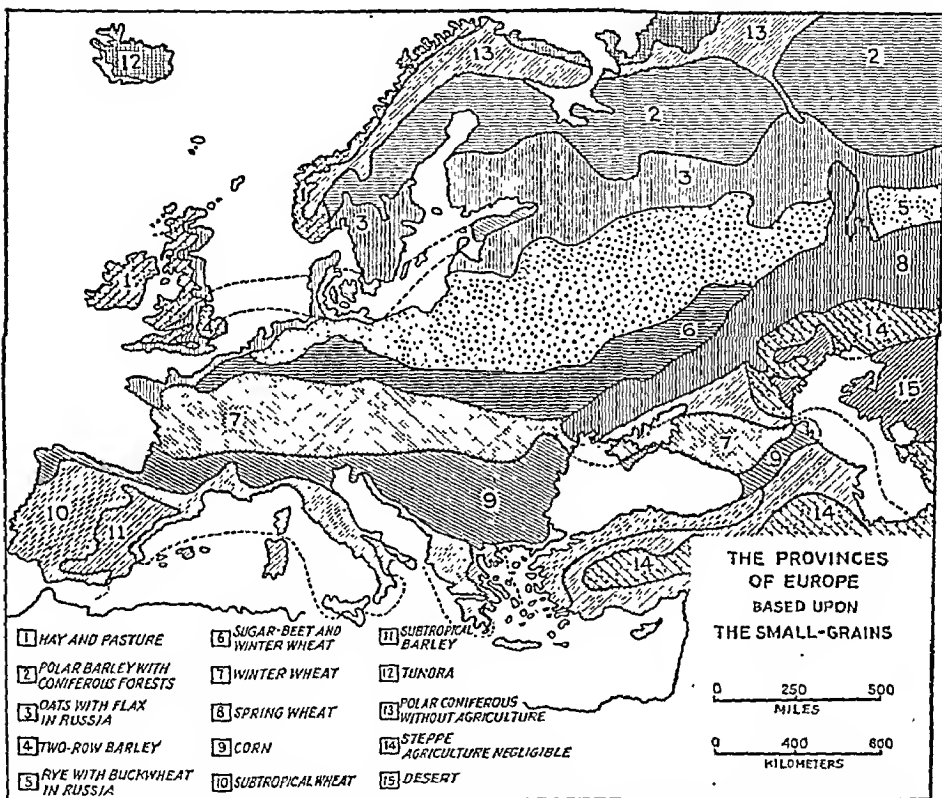 12
13
13
2
2
3
5
3
8
1
4
6
14
15
7
7
9
9
10
11
14
14
THE PROVINCES
OF EUROPE
BASED UPON
THE SMALL-GRAINS
0 250 500
MILES
0 400 800
KILOMETERS
1 HAY AND PASTURE
2 POLAR BARLEY WITH
CONIFEROUS FORESTS
3 OATS WITH FLAX
IN RUSSIA
4 TWO-ROW BARLEY
5 RYE WITH BUCKWHEAT
IN RUSSIA
6 SUGAR-BEET AND
WINTER WHEAT
7 WINTER WHEAT
8 SPRING WHEAT
9 CORN
10 SUBTROPICAL WHEAT
11 SUBTROPICAL
BARLEY
12 TUNDRA
13 POLAR CONIFEROUS
WITHOUT AGRICULTURE
14 STEPPE
AGRICULTURE NEGLIGIBLE
15 DESERT